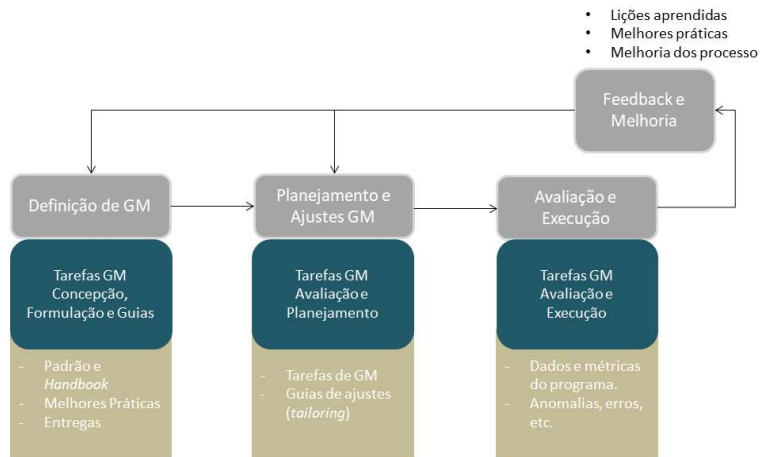 • Lições aprendidas
• Melhores práticas
• Melhoria dos processo
Feedback e
Melhoria
Definição de GM
Planejamento e
Ajustes GM
Avaliação e
Execução
Tarefas GM
Concepção,
Formulação e Guias
Tarefas GM
Avaliação e
Planejamento
Tarefas GM
Avaliação e
Execução
- Padrão e
Handbook
- Melhores Práticas
- Entregas
- Tarefas de GM
- Guias de ajustes
(tailoring)
- Dados e métricas
do programa.
- Anomalias, erros,
etc.